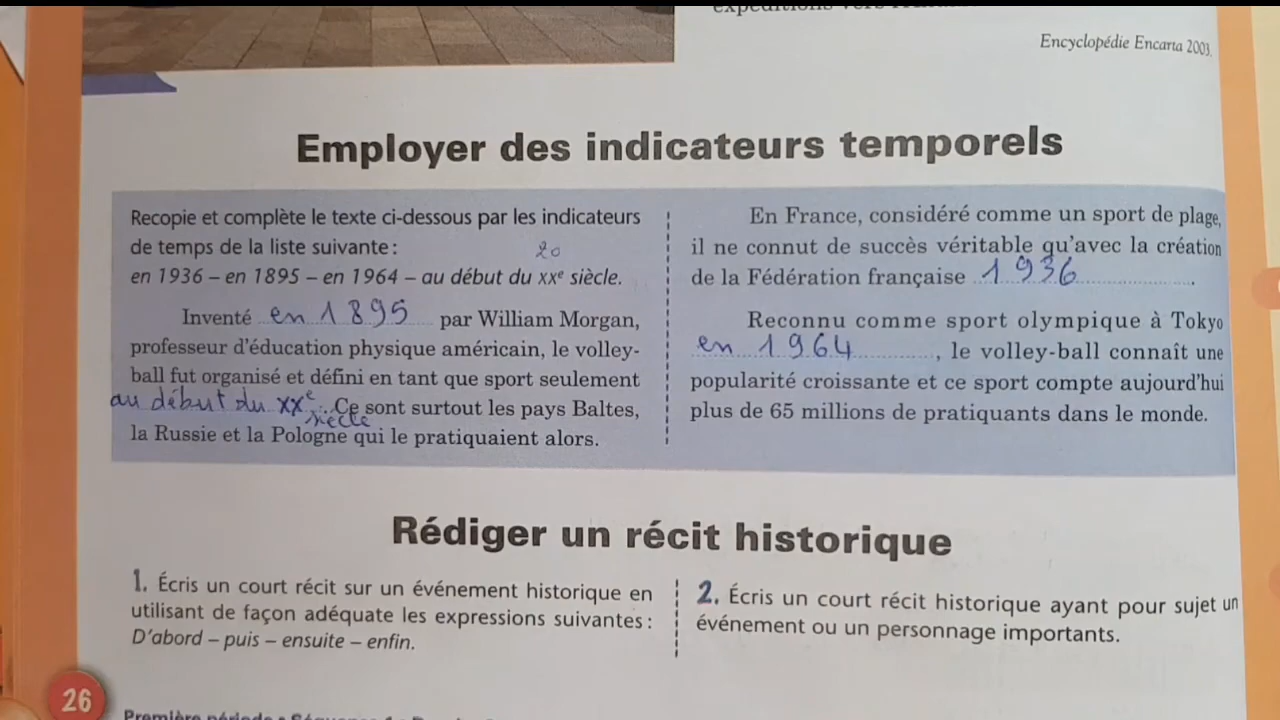 expéditions vers
Encyclopédie Encarta 2003.
Employer des indicateurs temporels
Recopie et complète le texte ci-dessous par les indicateurs
de temps de la liste suivante :
20
en 1936 – en 1895 – en 1964 – au début du XXe siècle.
Inventé en 1895 par William Morgan,
professeur d'éducation physique américain, le volley-
ball fut organisé et défini en tant que sport seulement
au début du XXe. Ce sont surtout les pays Baltes,
siècle
la Russie et la Pologne qui le pratiquaient alors.
En France, considéré comme un sport de plage,
il ne connut de succès véritable qu'avec la création
de la Fédération française 1936.
Reconnu comme sport olympique à Tokyo
en 1964, le volley-ball connaît une
popularité croissante et ce sport compte aujourd'hui
plus de 65 millions de pratiquants dans le monde.
Rédiger un récit historique
1. Écris un court récit sur un événement historique en
utilisant de façon adéquate les expressions suivantes :
D'abord – puis – ensuite – enfin.
2. Écris un court récit historique ayant pour sujet un
événement ou un personnage importants.
26
Première période